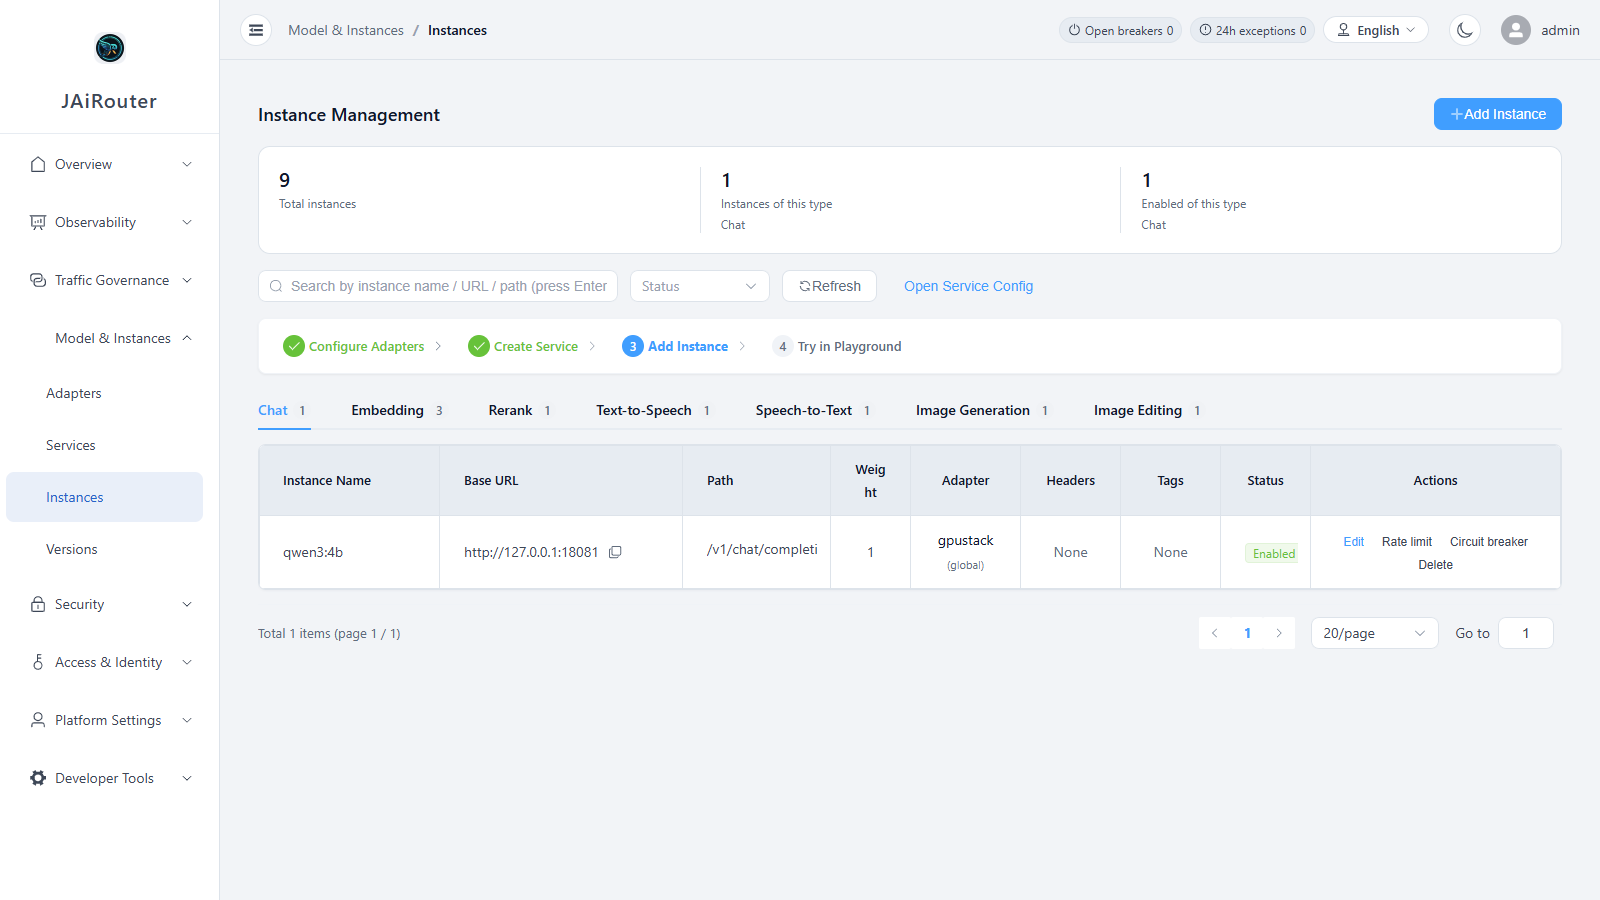 JAiRouter
Overview
Observability
Traffic Governance
Model & Instances
Adapters
Services
Instances
Versions
Security
Access & Identity
Platform Settings
Developer Tools
Model & Instances / Instances
Open breakers 0
24h exceptions 0
English
admin
Instance Management
+Add Instance
9
Total instances
1
Instances of this type
Chat
1
Enabled of this type
Chat
Search by instance name / URL / path (press Enter
Status
Refresh
Open Service Config
Configure Adapters
Create Service
3 Add Instance
4 Try in Playground
Chat 1
Embedding 3
Rerank 1
Text-to-Speech 1
Speech-to-Text 1
Image Generation 1
Image Editing 1
Instance Name
Base URL
Path
Weig
ht
Adapter
Headers
Tags
Status
Actions
qwen3:4b
http://127.0.0.1:18081
/v1/chat/completi
1
gpustack
(global)
None
None
Enabled
Edit Rate limit Circuit breaker
Delete
Total 1 items (page 1 / 1)
1
20/page
Go to 1